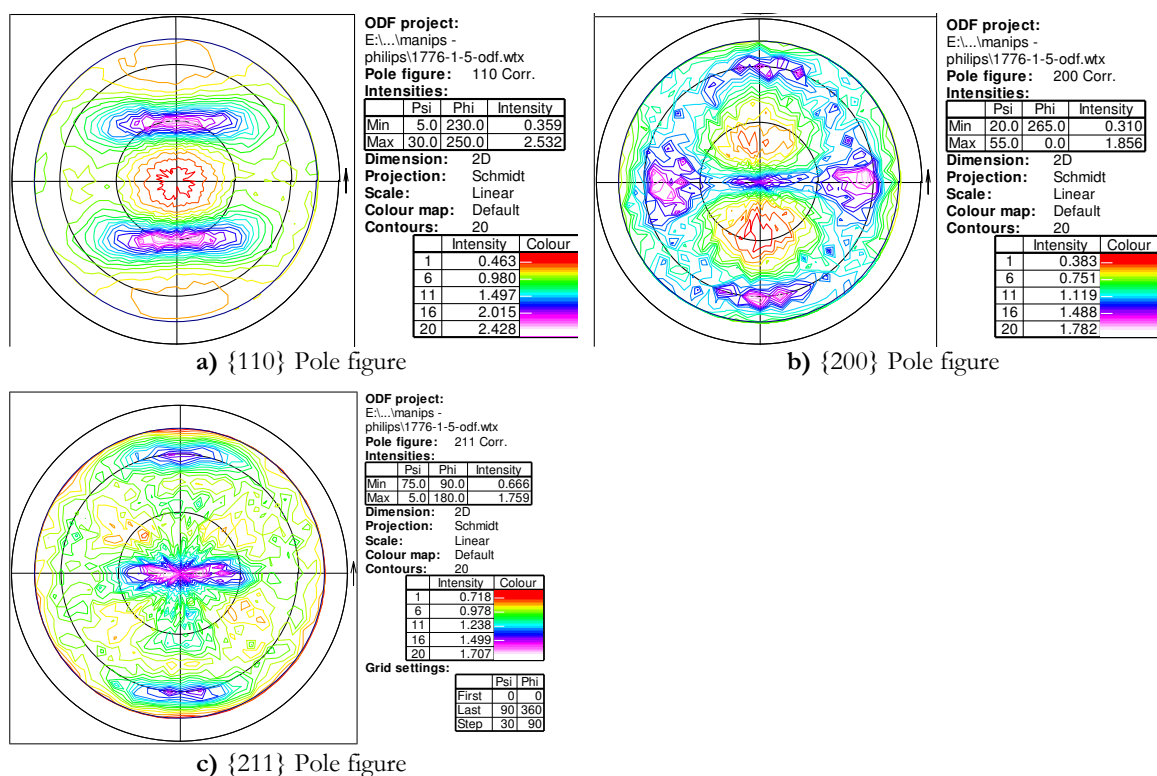 ODF project:
E:\...\manips -
philips\1776-1-5-odf.wtx
Pole figure: 110 Corr.
Intensities:
Psi Phi Intensity
Min 5.0 230.0 0.359
Max 30.0 250.0 2.532
Dimension: 2D
Projection: Schmidt
Scale: Linear
Colour map: Default
Contours: 20
Intensity Colour
1 0.463
6 0.980
11 1.497
16 2.015
20 2.428
a) {110} Pole figure
ODF project:
E:\...\manips -
philips\1776-1-5-odf.wtx
Pole figure: 200 Corr.
Intensities:
Psi Phi Intensity
Min 20.0 265.0 0.310
Max 55.0 0.0 1.856
Dimension: 2D
Projection: Schmidt
Scale: Linear
Colour map: Default
Contours: 20
Intensity Colour
1 0.383
6 0.751
11 1.119
16 1.488
20 1.782
b) {200} Pole figure
ODF project:
E:\...\manips -
philips\1776-1-5-odf.wtx
Pole figure: 211 Corr.
Intensities:
Psi Phi Intensity
Min 75.0 90.0 0.666
Max 5.0 180.0 1.759
Dimension: 2D
Projection: Schmidt
Scale: Linear
Colour map: Default
Contours: 20
Intensity Colour
1 0.718
6 0.978
11 1.238
16 1.499
20 1.707
Grid settings:
Psi Phi
First 0 0
Last 90 360
Step 30 90
c) {211} Pole figure